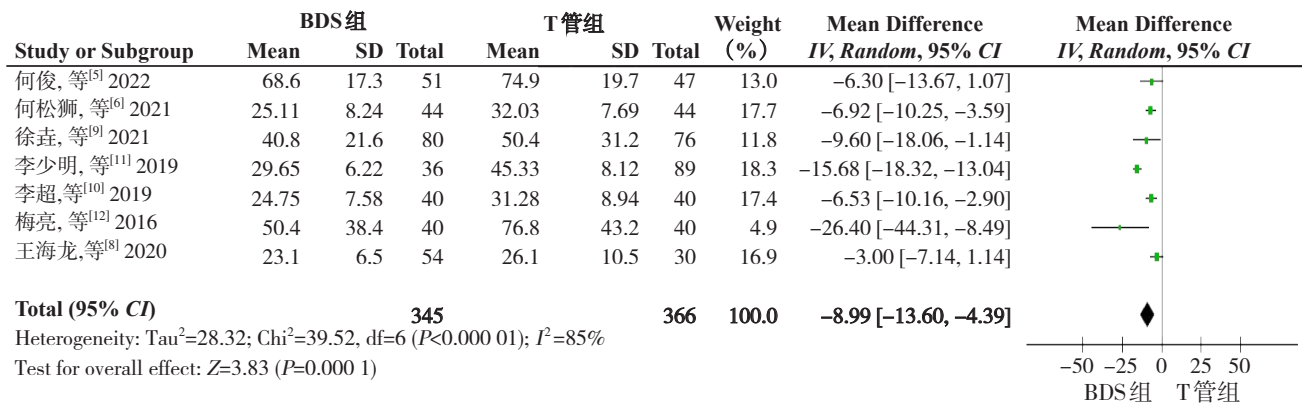 BDS组 T管组 Weight Mean Difference Mean Difference
Study or Subgroup Mean SD Total Mean SD Total (%) IV, Random, 95% CI IV, Random, 95% CI
何俊, 等[5] 2022 68.6 17.3 51 74.9 19.7 47 13.0 −6.30 [−13.67, 1.07]
何松狮, 等[6] 2021 25.11 8.24 44 32.03 7.69 44 17.7 −6.92 [−10.25, −3.59]
徐垚, 等[9] 2021 40.8 21.6 80 50.4 31.2 76 11.8 −9.60 [−18.06, −1.14]
李少明, 等[11] 2019 29.65 6.22 36 45.33 8.12 89 18.3 −15.68 [−18.32, −13.04]
李超, 等[10] 2019 24.75 7.58 40 31.28 8.94 40 17.4 −6.53 [−10.16, −2.90]
梅亮, 等[12] 2016 50.4 38.4 40 76.8 43.2 40 4.9 −26.40 [−44.31, −8.49]
王海龙,等[8] 2020 23.1 6.5 54 26.1 10.5 30 16.9 −3.00 [−7.14, 1.14]
Total (95% CI) 345 366 100.0 −8.99 [−13.60, −4.39]
Heterogeneity: Tau²=28.32; Chi²=39.52, df=6 (P<0.000 01); I²=85%
Test for overall effect: Z=3.83 (P=0.000 1)
−50 −25 0 25 50
BDS组 T管组